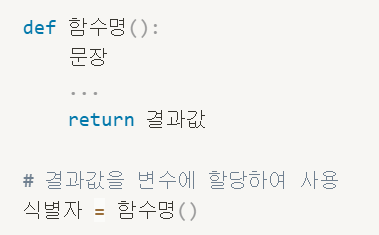 def 함수명():
    문장
    ...
    return 결과값

# 결과값을 변수에 할당하여 사용
식별자 = 함수명()